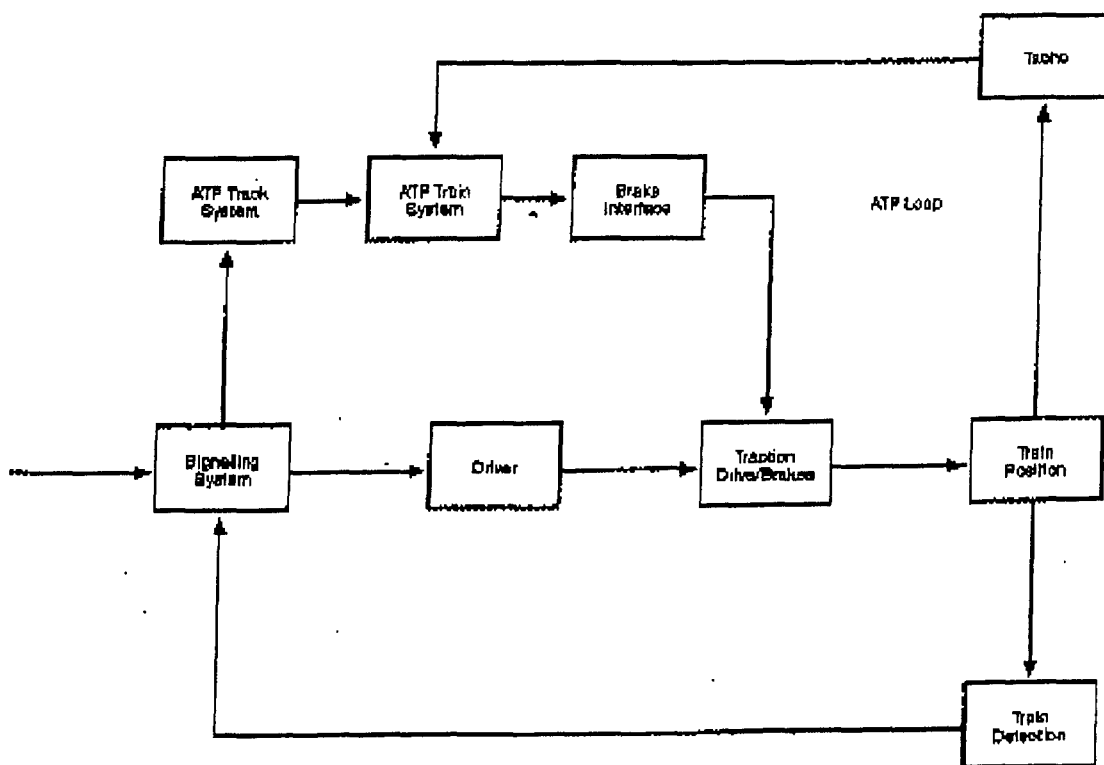 Tacho
ATP Track
System
ATP Train
System
Brake
Interface
ATP Loop
Signelling
System
Driver
Traction
Drive/Brakes
Train
Position
Train
Detection